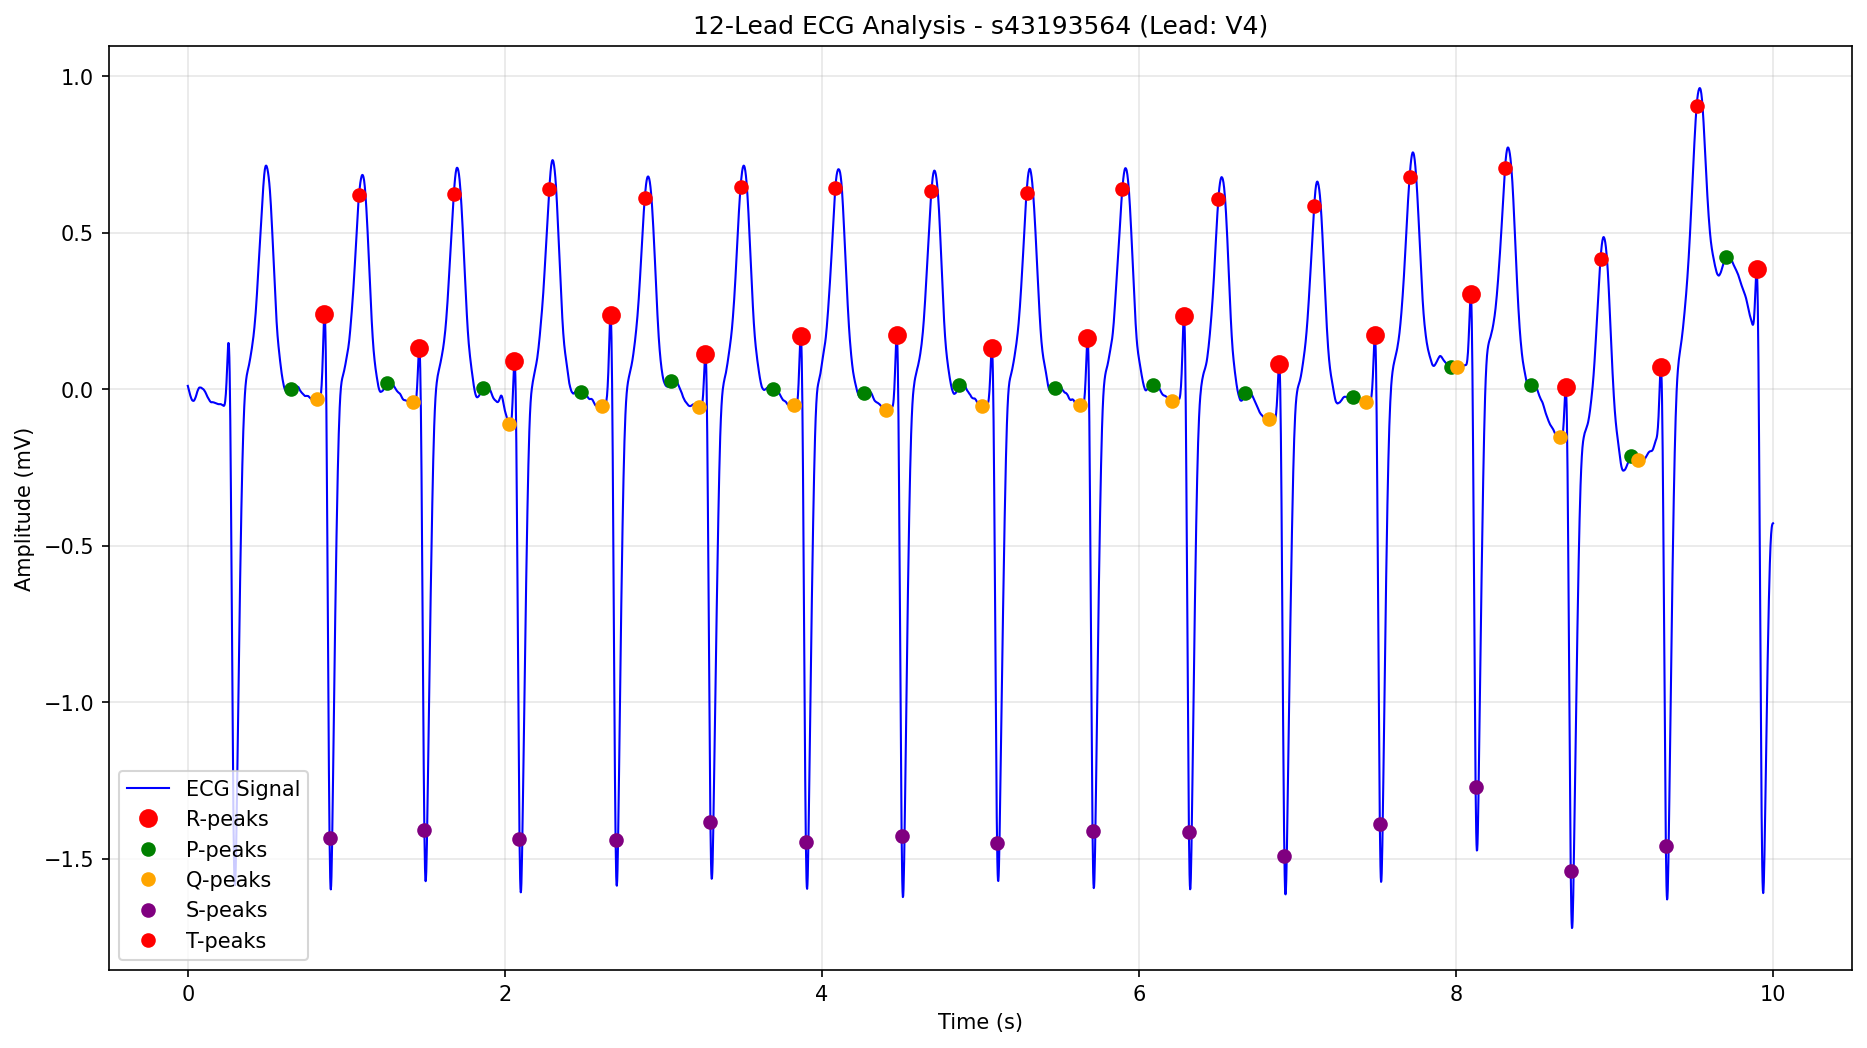 12-Lead ECG Analysis - s43193564 (Lead: V4)
1.0
0.5
0.0
−0.5
−1.0
−1.5
Amplitude (mV)
ECG Signal
R-peaks
P-peaks
Q-peaks
S-peaks
T-peaks
0
2
4
6
8
10
Time (s)